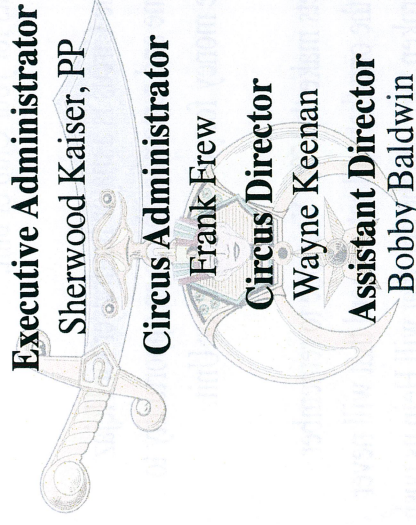 Executive Administrator
Sherwood Kaiser, PP
Circus Administrator
Frank Frew
Circus Director
Wayne Keenan
Assistant Director
Bobby Baldwin